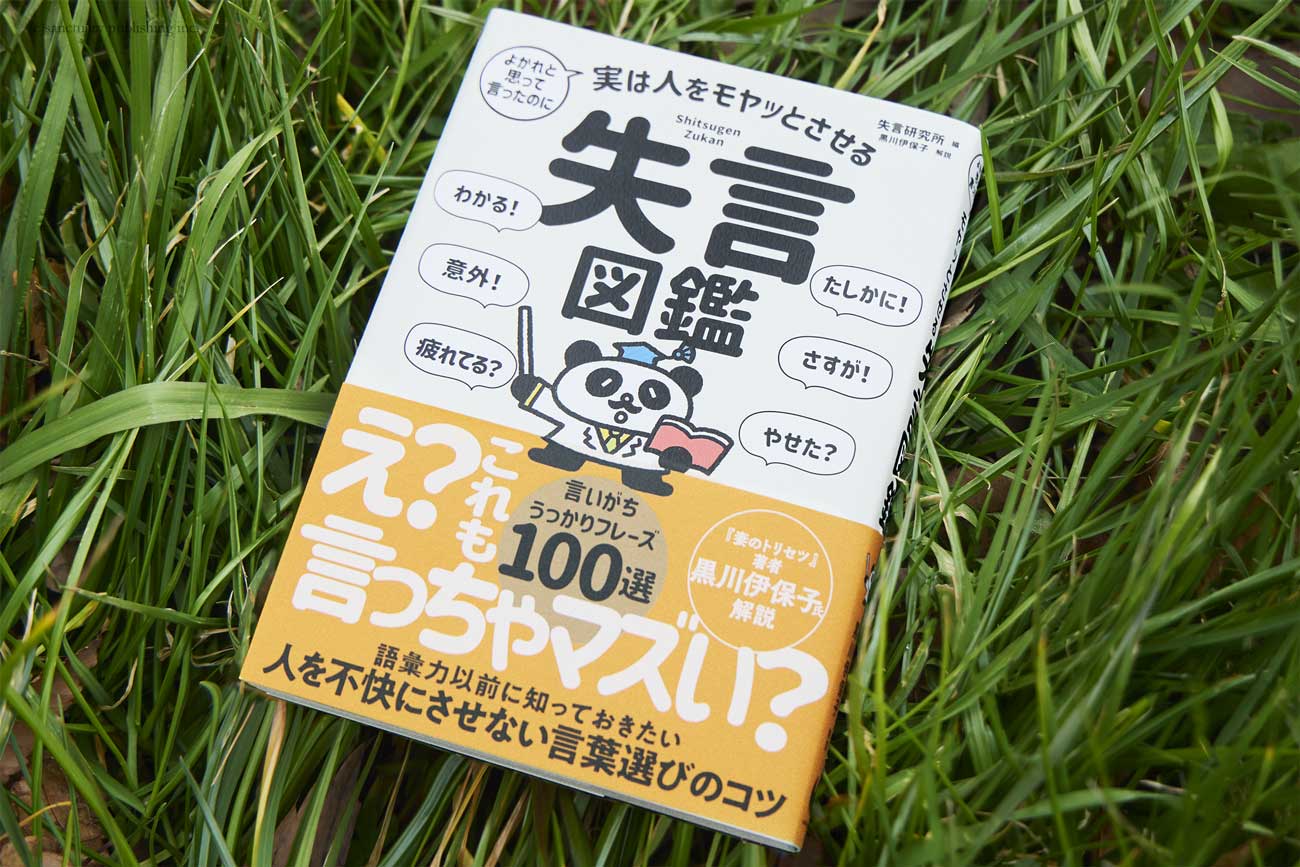 sanctuary publishing inc.
よかれと
思って
言ったのに
実は人をモヤッとさせる
失言研究所 編
黒川伊保子 解説
Shitsugen
Zukan
失言
図鑑
わかる!
意外!
疲れてる?
たしかに!
さすが!
やせた?
え?これも
言っちゃマズい?
言いがち
うっかりフレーズ
100選
『妻のトリセツ』
著者
黒川伊保子氏
解説
語彙力以前に知っておきたい
人を不快にさせない言葉選びのコツ